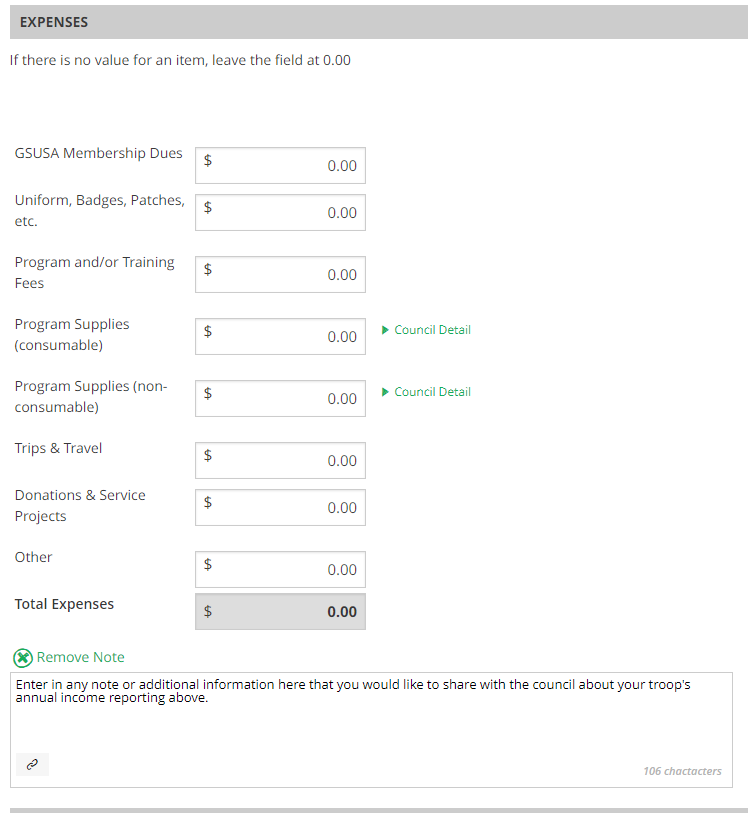 EXPENSES
If there is no value for an item, leave the field at 0.00
GSUSA Membership Dues
$ 0.00
Uniform, Badges, Patches,
etc.
$ 0.00
Program and/or Training
Fees
$ 0.00
Program Supplies
(consumable)
$ 0.00
Council Detail
Program Supplies (non-
consumable)
$ 0.00
Council Detail
Trips & Travel
$ 0.00
Donations & Service
Projects
$ 0.00
Other
$ 0.00
Total Expenses
$ 0.00
Remove Note
Enter in any note or additional information here that you would like to share with the council about your troop's
annual income reporting above.
106 chactacters